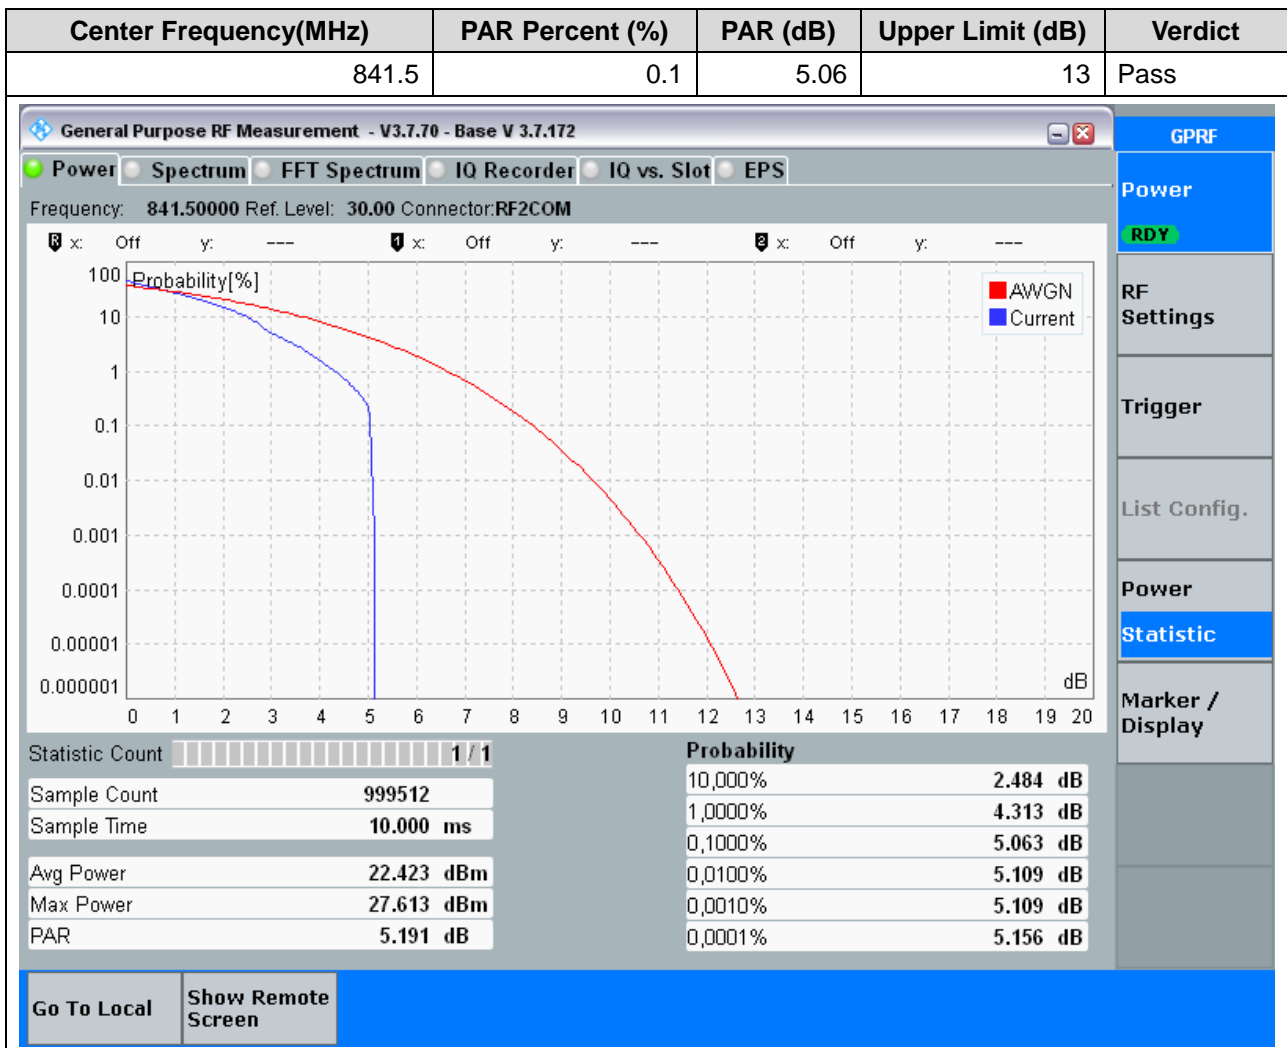 Center Frequency(MHz) PAR Percent (%) PAR (dB) Upper Limit (dB) Verdict
841.5 0.1 5.06 13 Pass
General Purpose RF Measurement - V3.7.70 - Base V 3.7.172
GPRF
Power Spectrum FFT Spectrum IQ Recorder IQ vs. Slot EPS
Power
RDY
Frequency: 841.50000 Ref. Level: 30.00 Connector:RF2COM
R x: Off y: --- 1 x: Off y: --- 2 x: Off y: ---
Probability[%]
AWGN
Current
100
10
1
0.1
0.01
0.001
0.0001
0.00001
0.000001
dB
0 1 2 3 4 5 6 7 8 9 10 11 12 13 14 15 16 17 18 19 20
RF
Settings
Trigger
List Config.
Power
Statistic
Marker /
Display
Statistic Count 1 / 1
Sample Count 999512
Sample Time 10.000 ms
Avg Power 22.423 dBm
Max Power 27.613 dBm
PAR 5.191 dB
Probability
10,000% 2.484 dB
1,0000% 4.313 dB
0,1000% 5.063 dB
0,0100% 5.109 dB
0,0010% 5.109 dB
0,0001% 5.156 dB
Go To Local
Show Remote
Screen